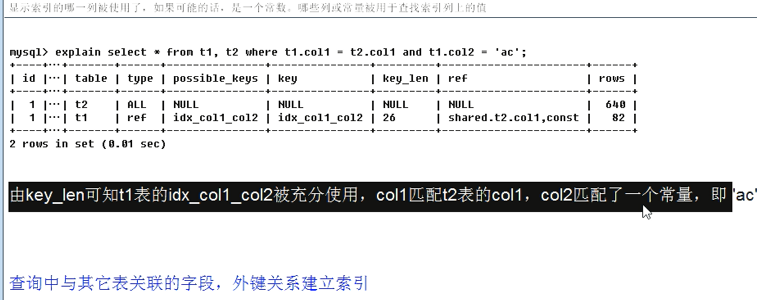 显示索引的哪一列被使用了，如果可能的话，是一个常数。哪些列或常量被用于查找索引列上的值
mysql> explain select * from t1, t2 where t1.col1 = t2.col1 and t1.col2 = 'ac';
+----+...+-------+------+---------------+---------------+---------+--------------------+------+
| id |...| table | type | possible_keys | key | key_len | ref | rows |
+----+...+-------+------+---------------+---------------+---------+--------------------+------+
| 1 |...| t2 | ALL | NULL | NULL | NULL | NULL | 640 |
| 1 |...| t1 | ref | idx_col1_col2 | idx_col1_col2 | 26 | shared.t2.col1,const | 82 |
+----+...+-------+------+---------------+---------------+---------+--------------------+------+
2 rows in set (0.01 sec)
由key_len可知t1表的idx_col1_col2被充分使用，col1匹配t2表的col1，col2匹配了一个常量，即 'ac'
查询中与其它表关联的字段，外键关系建立索引